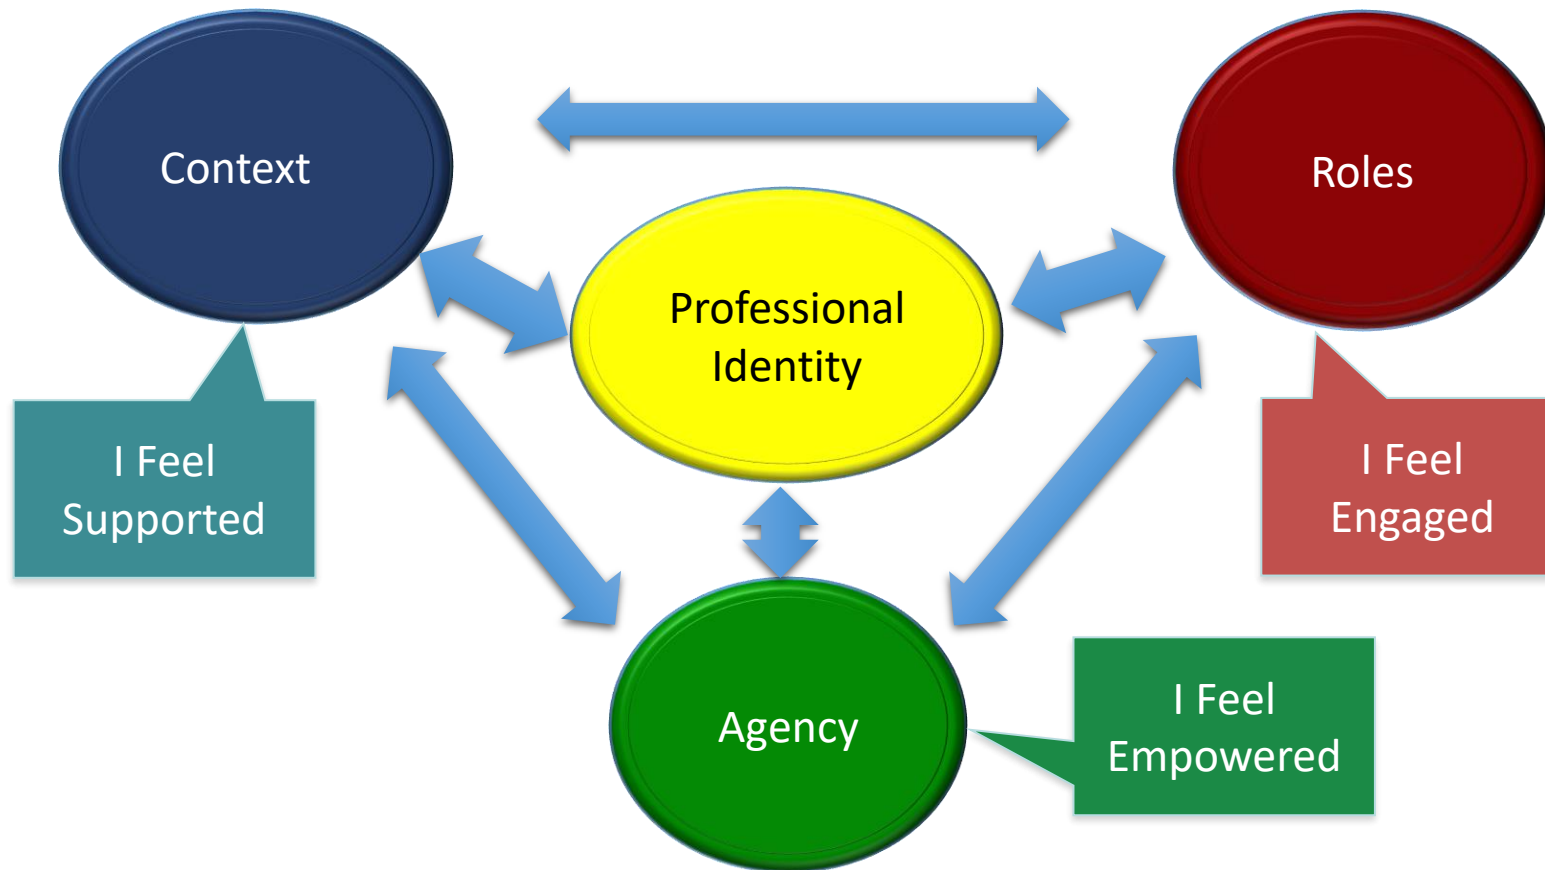 Context
Roles
Professional
Identity
I Feel
Supported
I Feel
Engaged
Agency
I Feel
Empowered